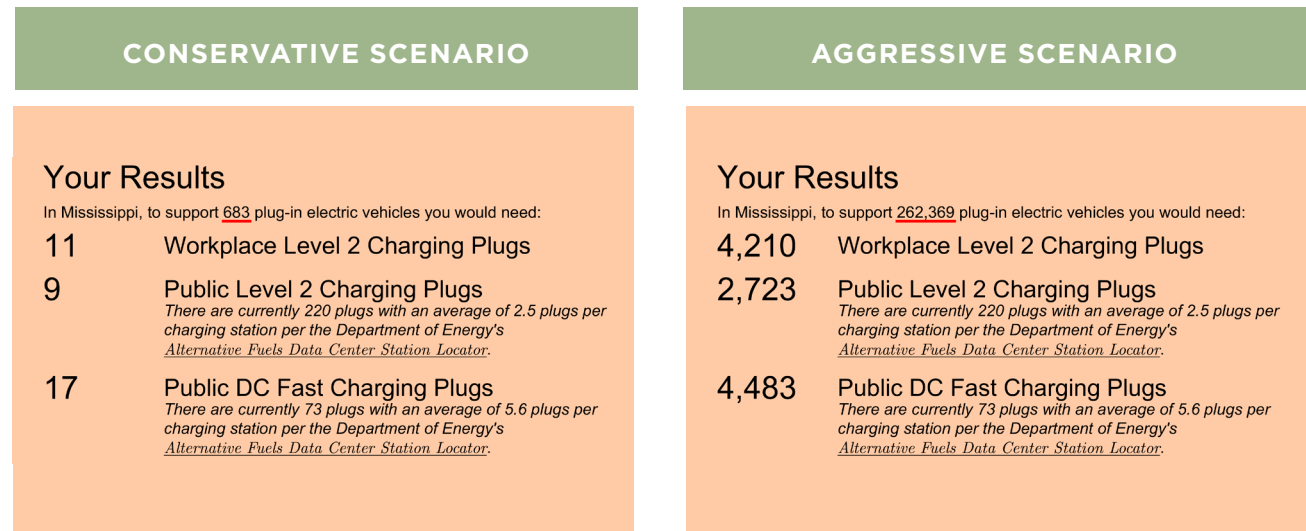 CONSERVATIVE SCENARIO
Your Results
In Mississippi, to support 683 plug-in electric vehicles you would need:
11 Workplace Level 2 Charging Plugs
9 Public Level 2 Charging Plugs
There are currently 220 plugs with an average of 2.5 plugs per
charging station per the Department of Energy's
Alternative Fuels Data Center Station Locator.
17 Public DC Fast Charging Plugs
There are currently 73 plugs with an average of 5.6 plugs per
charging station per the Department of Energy's
Alternative Fuels Data Center Station Locator.
AGGRESSIVE SCENARIO
Your Results
In Mississippi, to support 262,369 plug-in electric vehicles you would need:
4,210 Workplace Level 2 Charging Plugs
2,723 Public Level 2 Charging Plugs
There are currently 220 plugs with an average of 2.5 plugs per
charging station per the Department of Energy's
Alternative Fuels Data Center Station Locator.
4,483 Public DC Fast Charging Plugs
There are currently 73 plugs with an average of 5.6 plugs per
charging station per the Department of Energy's
Alternative Fuels Data Center Station Locator.